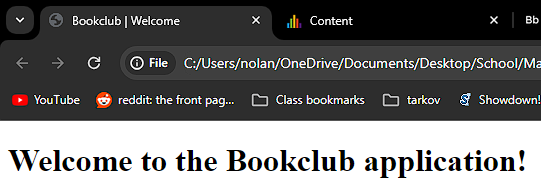 Bookclub | Welcome
Content
Bb
File
C:/Users/nolan/OneDrive/Documents/Desktop/School/Ma
YouTube
reddit: the front pag...
Class bookmarks
tarkov
Showdown!
Welcome to the Bookclub application!